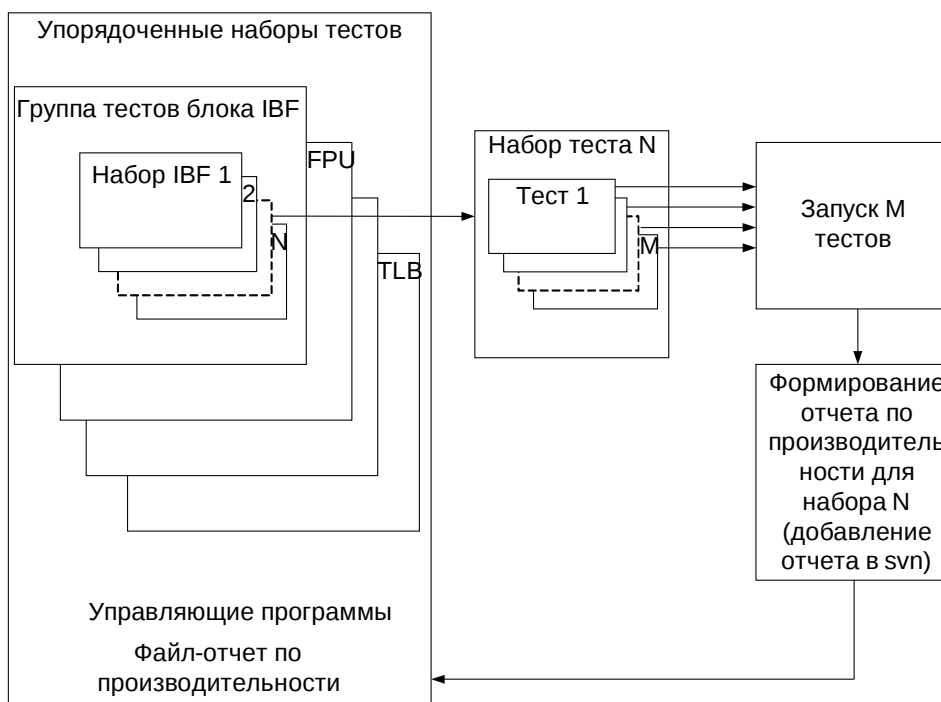 Упорядоченные наборы тестов
Группа тестов блока IBF
FPU
TLB
Набор IBF 1
2
N
Управляющие программы
Файл-отчет по
производительности
Набор теста N
Тест 1
M
Запуск M
тестов
Формирование
отчета по
производитель
ности для
набора N
(добавление
отчета в svn)